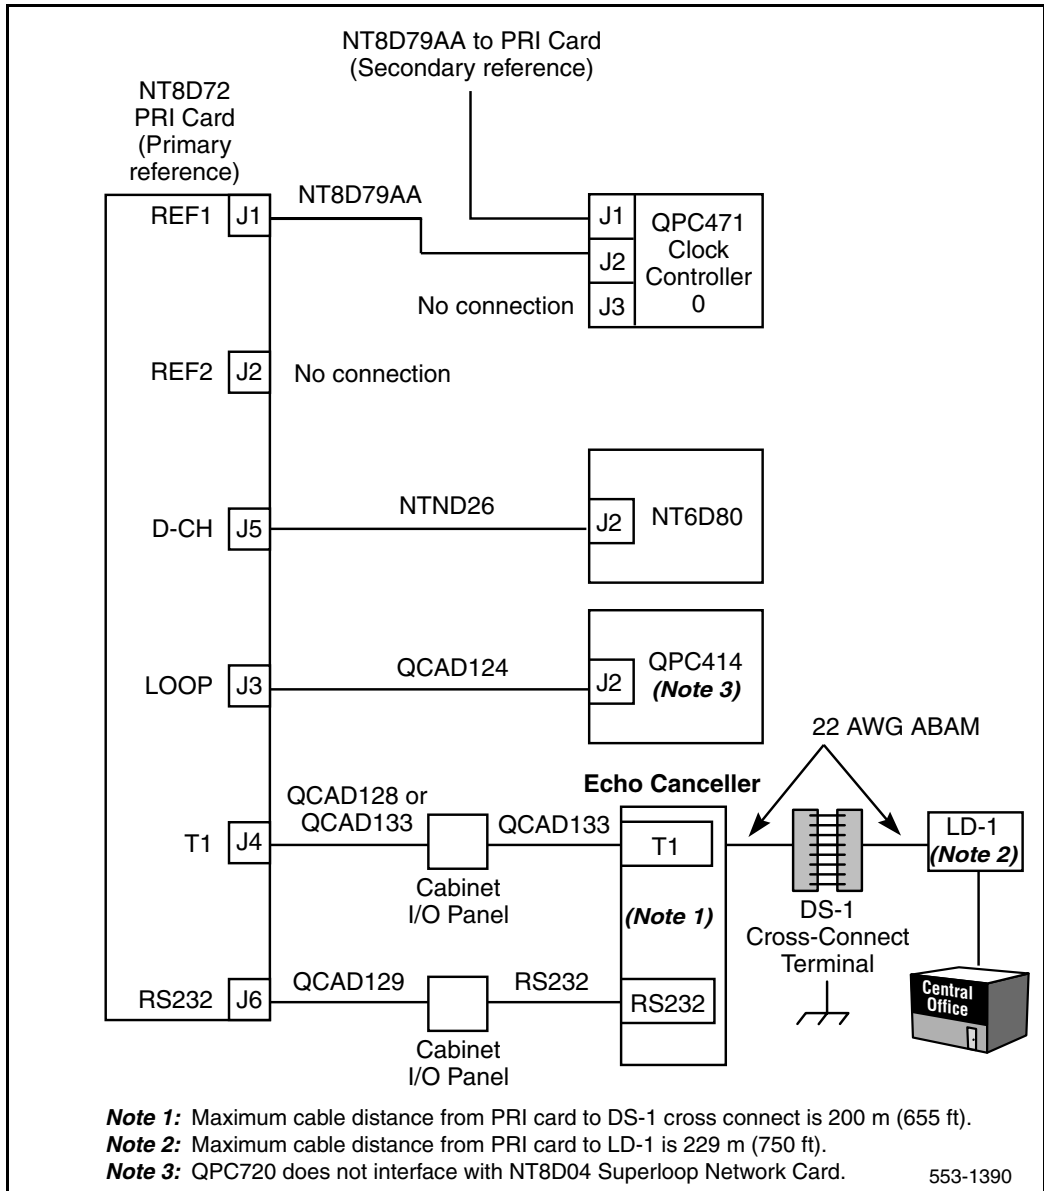 NT8D79AA to PRI Card
(Secondary reference)
NT8D72
PRI Card
(Primary
reference)
REF1 J1
NT8D79AA
J1
J2
J3
QPC471
Clock
Controller
0
No connection
REF2 J2 No connection
D-CH J5
NTND26
J2 NT6D80
LOOP J3
QCAD124
J2
QPC414
(Note 3)
22 AWG ABAM
Echo Canceller
T1 J4
QCAD128 or
QCAD133
Cabinet
I/O Panel
QCAD133
T1
(Note 1)
DS-1
Cross-Connect
Terminal
LD-1
(Note 2)
Central
Office
RS232 J6
QCAD129
Cabinet
I/O Panel
RS232
RS232
Note 1: Maximum cable distance from PRI card to DS-1 cross connect is 200 m (655 ft).
Note 2: Maximum cable distance from PRI card to LD-1 is 229 m (750 ft).
Note 3: QPC720 does not interface with NT8D04 Superloop Network Card.
553-1390